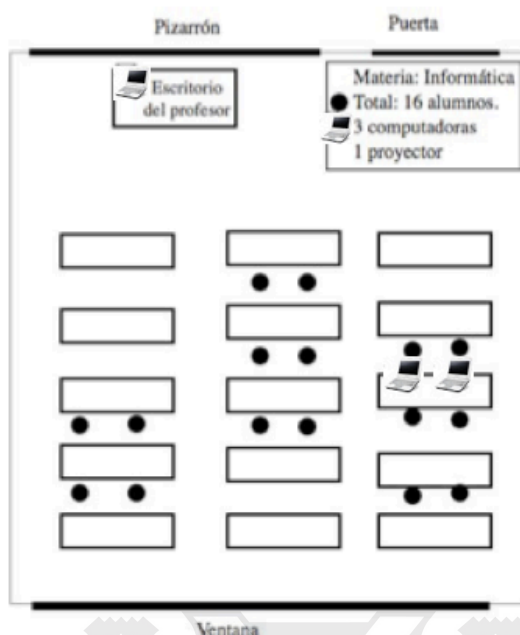 Pizarrón
Puerta
Escritorio
del profesor
Materia: Informática
Total: 16 alumnos.
3 computadoras
1 proyector
Ventana